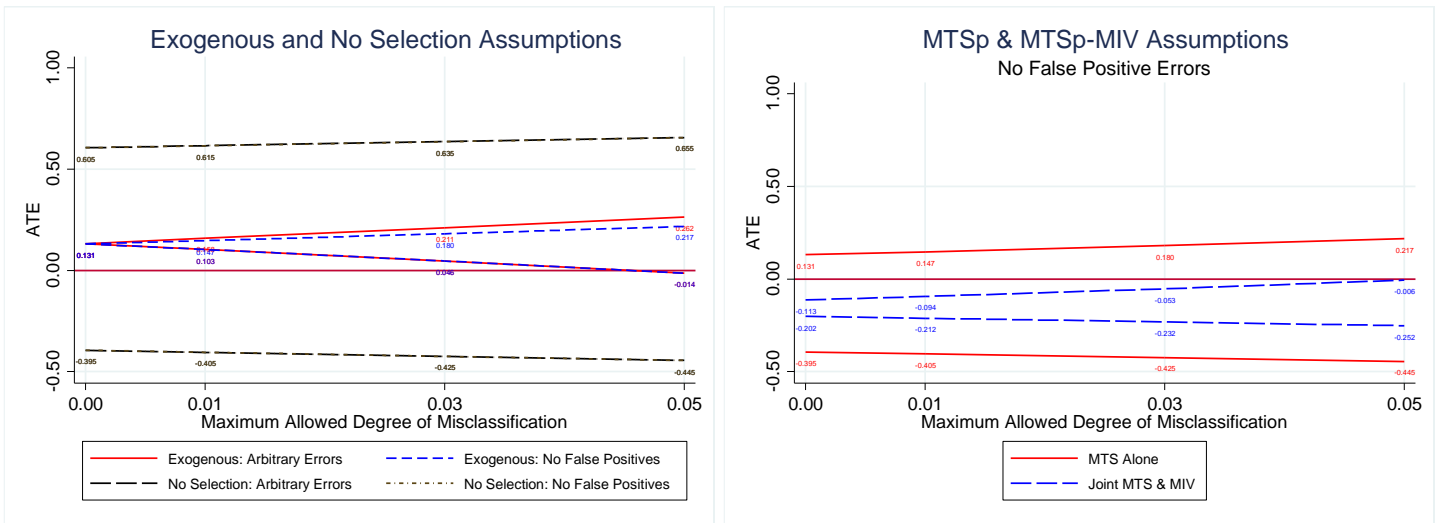 Exogenous and No Selection Assumptions
1.00
0.50
0.00
-0.50
ATE
0.605
0.615
0.635
0.655
0.262
0.217
0.211
0.180
0.147
0.131
0.103
0.046
-0.014
-0.395
-0.405
-0.425
-0.445
0.00 0.01 0.03 0.05
Maximum Allowed Degree of Misclassification
Exogenous: Arbitrary Errors
Exogenous: No False Positives
No Selection: Arbitrary Errors
No Selection: No False Positives
MTSp & MTSp-MIV Assumptions
No False Positive Errors
1.00
0.50
0.00
-0.50
ATE
0.131
0.147
0.180
0.217
-0.113
-0.094
-0.053
-0.006
-0.202
-0.212
-0.232
-0.252
-0.395
-0.405
-0.425
-0.445
0.00 0.01 0.03 0.05
Maximum Allowed Degree of Misclassification
MTS Alone
Joint MTS & MIV